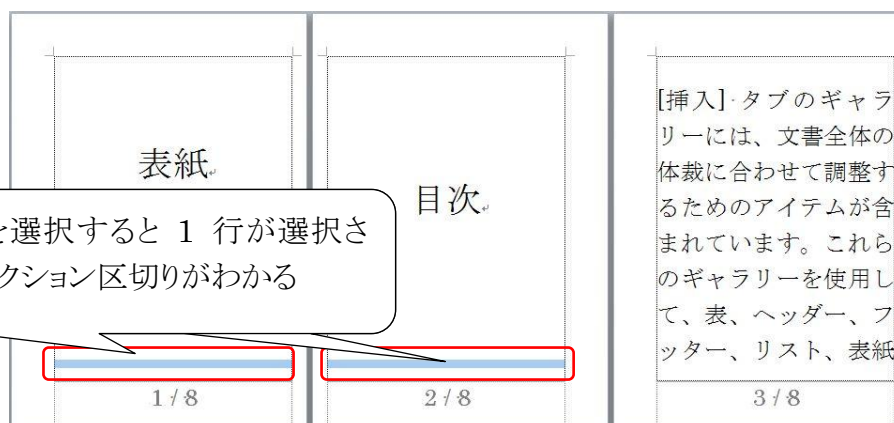 表紙
目次
を選択すると 1 行が選択さ
クション区切りがわかる
[挿入] タブのギャラ
リーには、文書全体の
体裁に合わせて調整す
るためのアイテムが含
まれています。これら
のギャラリーを使用し
て、表、ヘッダー、フ
ッター、リスト、表紙
1 / 8
2 / 8
3 / 8